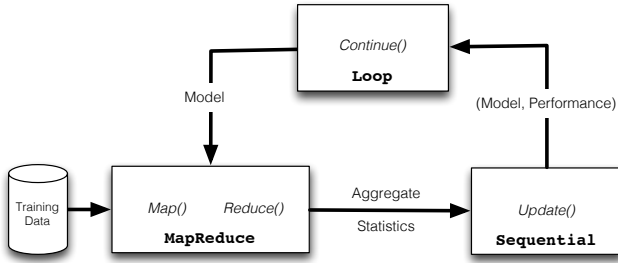 Continue()
Loop
Model
(Model, Performance)
Training
Data
Map() Reduce()
MapReduce
Aggregate
Statistics
Update()
Sequential